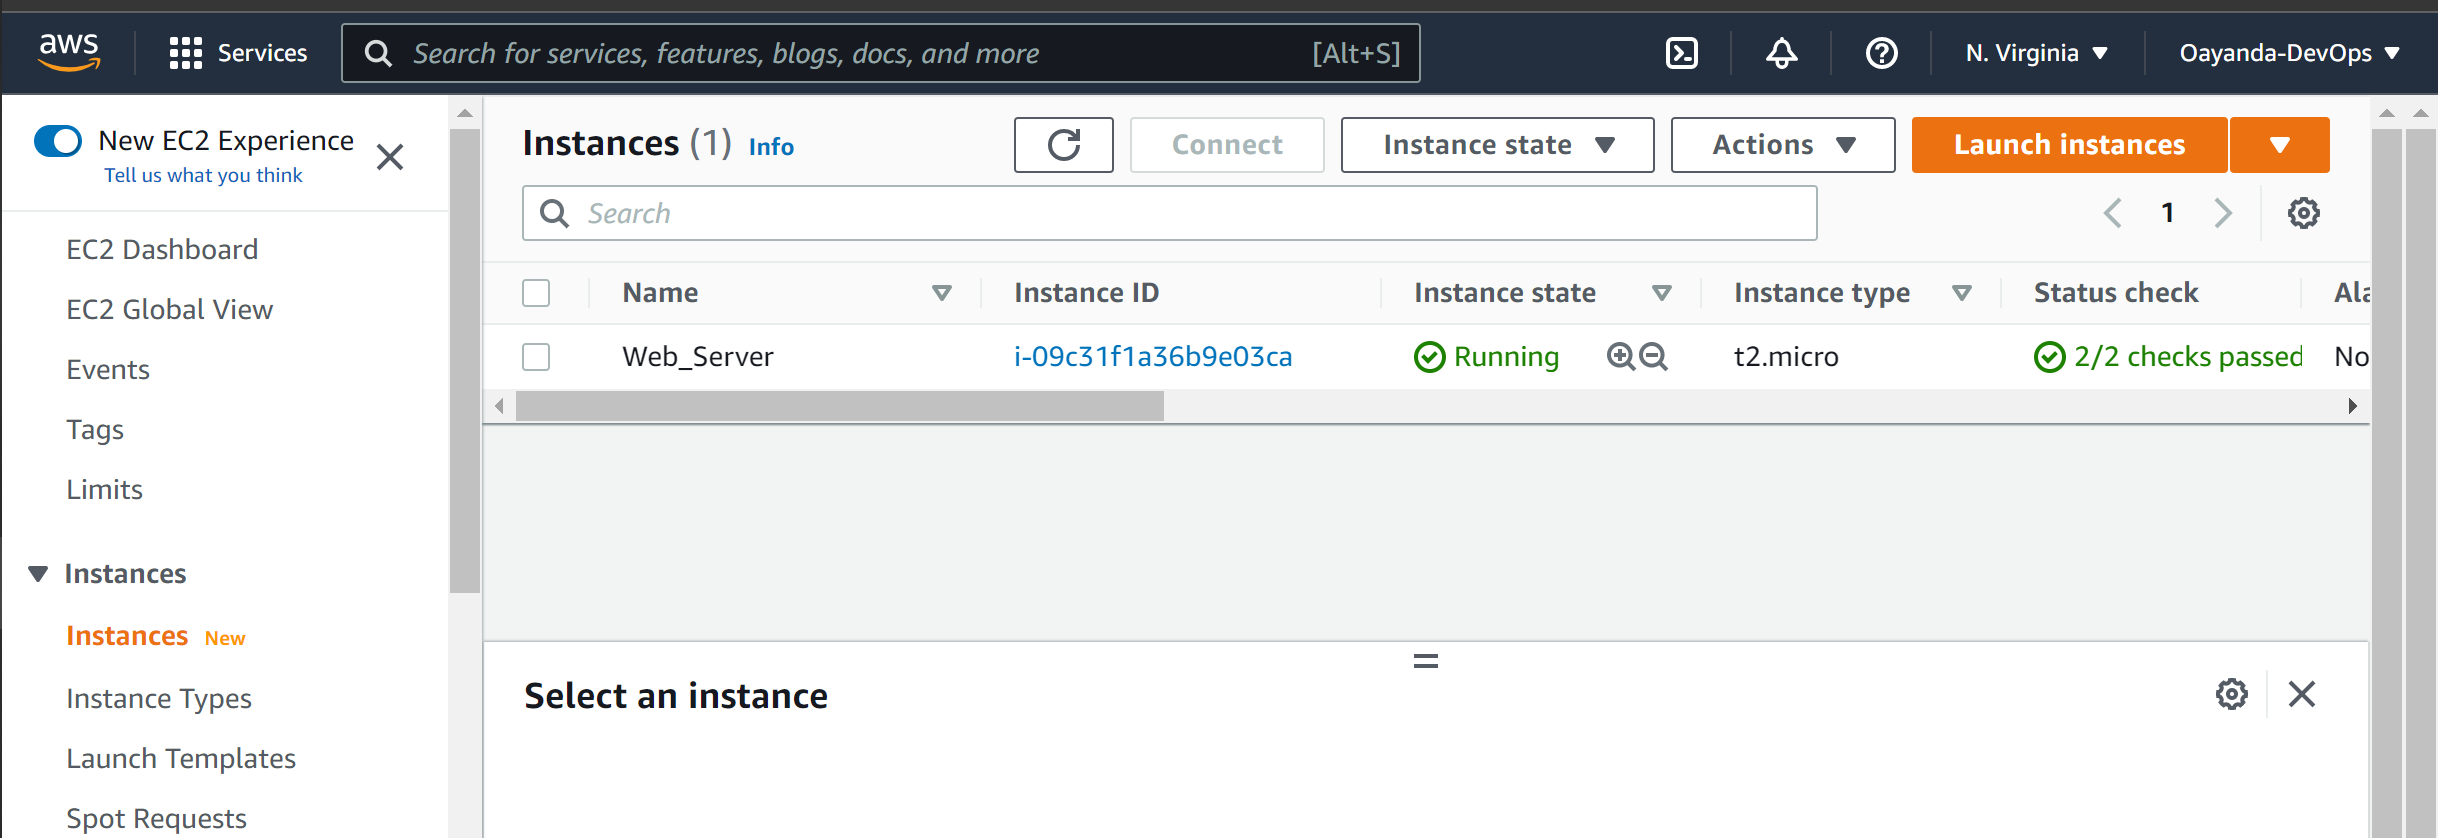 aws
Services
Search for services, features, blogs, docs, and more [Alt+S]
N. Virginia
Oayanda-DevOps
New EC2 Experience
Tell us what you think
EC2 Dashboard
EC2 Global View
Events
Tags
Limits
Instances
Instances New
Instance Types
Launch Templates
Spot Requests
Instances (1) Info
Connect
Instance state
Actions
Launch instances
Search
1
Name Instance ID Instance state Instance type Status check Ala
Web_Server i-09c31f1a36b9e03ca Running t2.micro 2/2 checks passed No
Select an instance